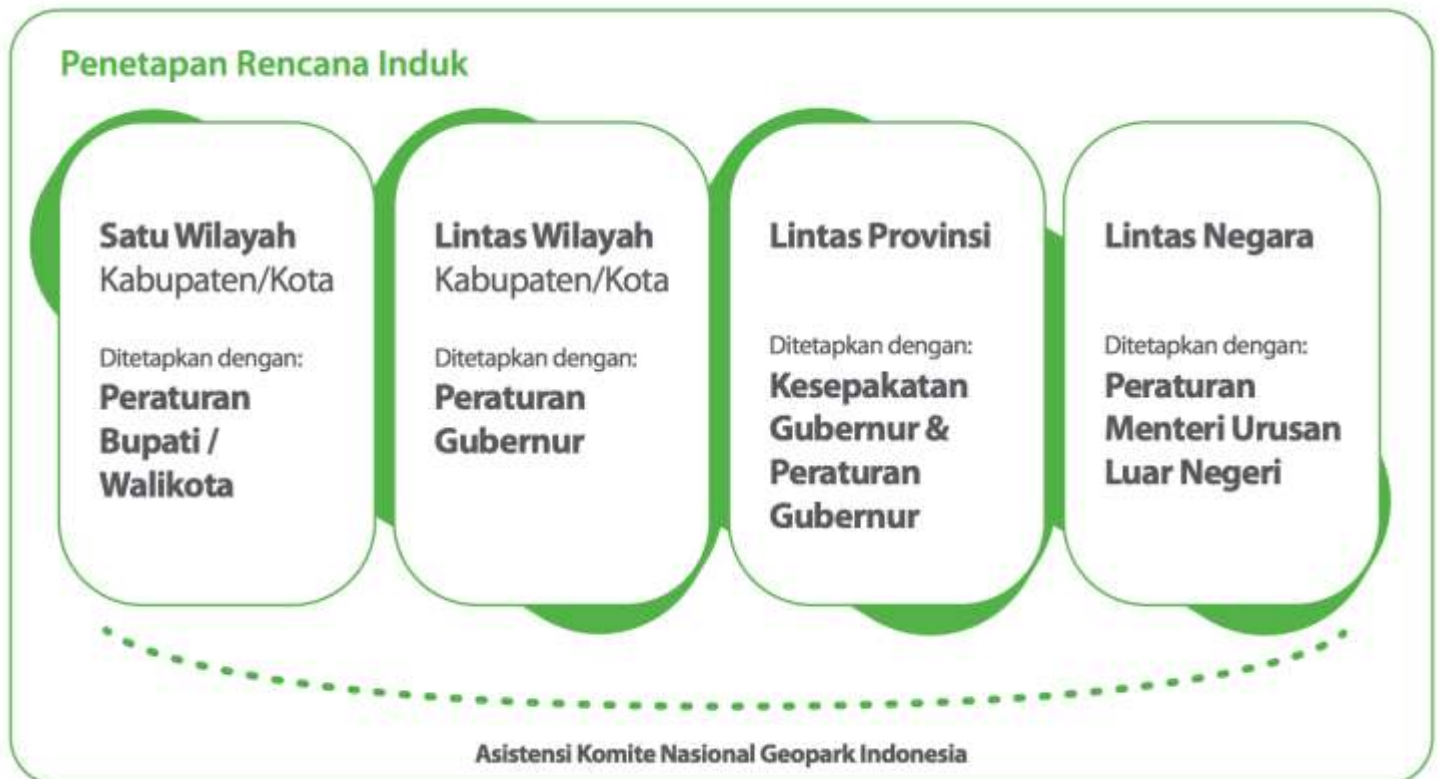 Penetapan Rencana Induk
Satu Wilayah
Kabupaten/Kota
Ditetapkan dengan:
Peraturan
Bupati /
Walikota
Lintas Wilayah
Kabupaten/Kota
Ditetapkan dengan:
Peraturan
Gubernur
Lintas Provinsi
Ditetapkan dengan:
Kesepakatan
Gubernur &
Peraturan
Gubernur
Lintas Negara
Ditetapkan dengan:
Peraturan
Menteri Urusan
Luar Negeri
Asistensi Komite Nasional Geopark Indonesia